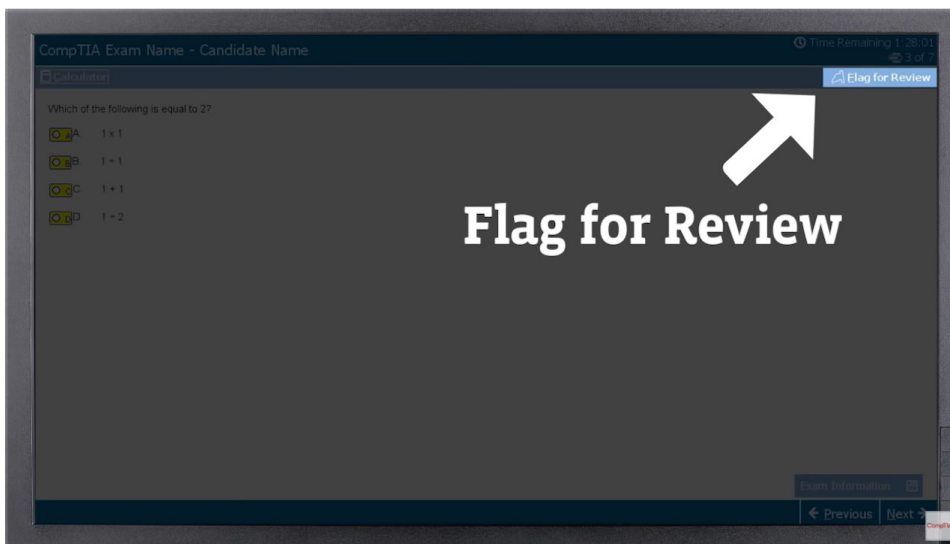 CompTIA Exam Name - Candidate Name
Time Remaining 1:28:01
3 of 7
Calculator
Flag for Review
Which of the following is equal to 2?
A A 1 x 1
B B 1 - 1
C C 1 + 1
D D 1 - 2
Flag for Review
Exam Information
Previous Next
CompTIA